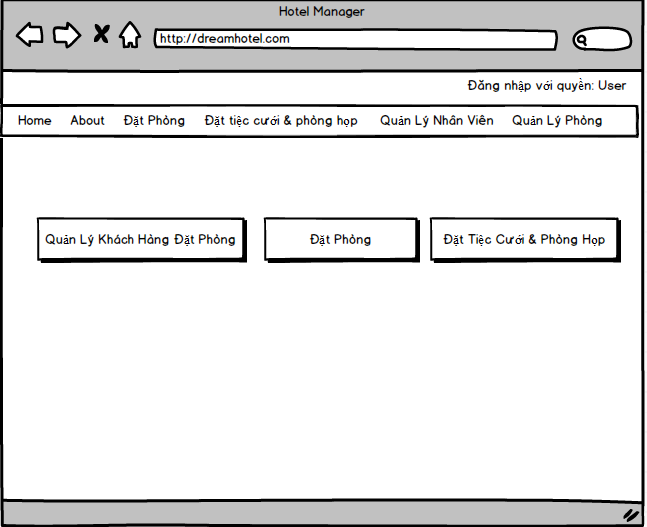 Hotel Manager
http://dreamhotel.com
Đăng nhập với quyền: User
Home About Đặt Phòng Đặt tiệc cưới & phòng họp Quản Lý Nhân Viên Quản Lý Phòng
Quản Lý Khách Hàng Đặt Phòng Đặt Phòng Đặt Tiệc Cưới & Phòng Họp